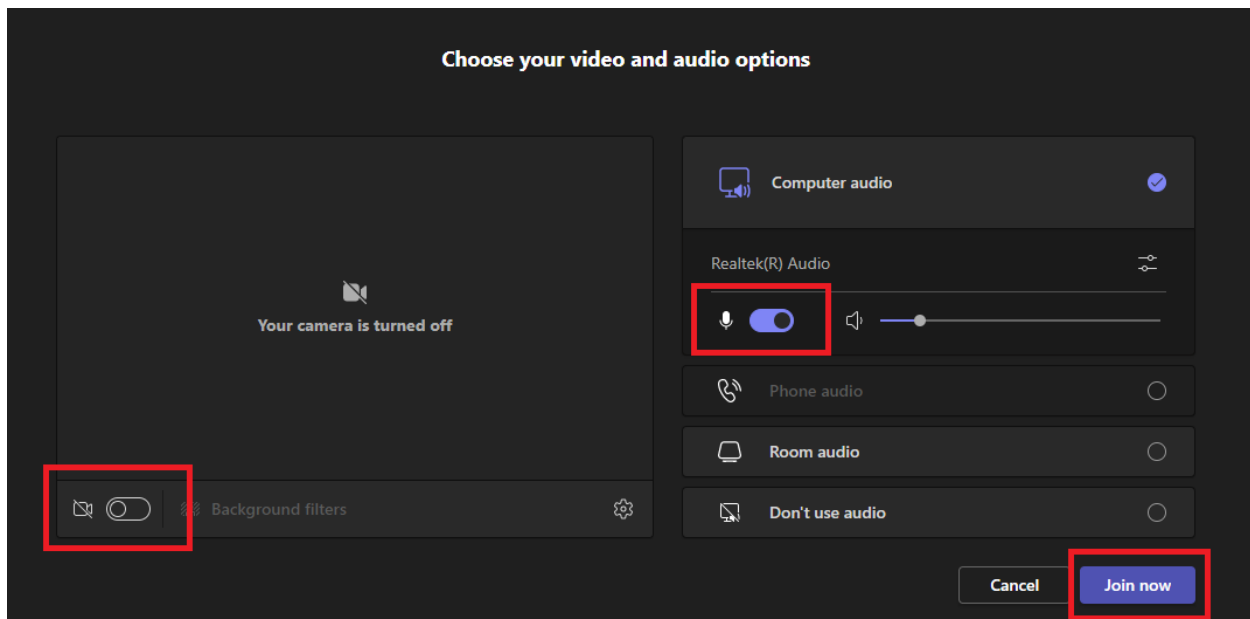 Choose your video and audio options
Your camera is turned off
Background filters
Computer audio
Realtek(R) Audio
Phone audio
Room audio
Don't use audio
Cancel
Join now